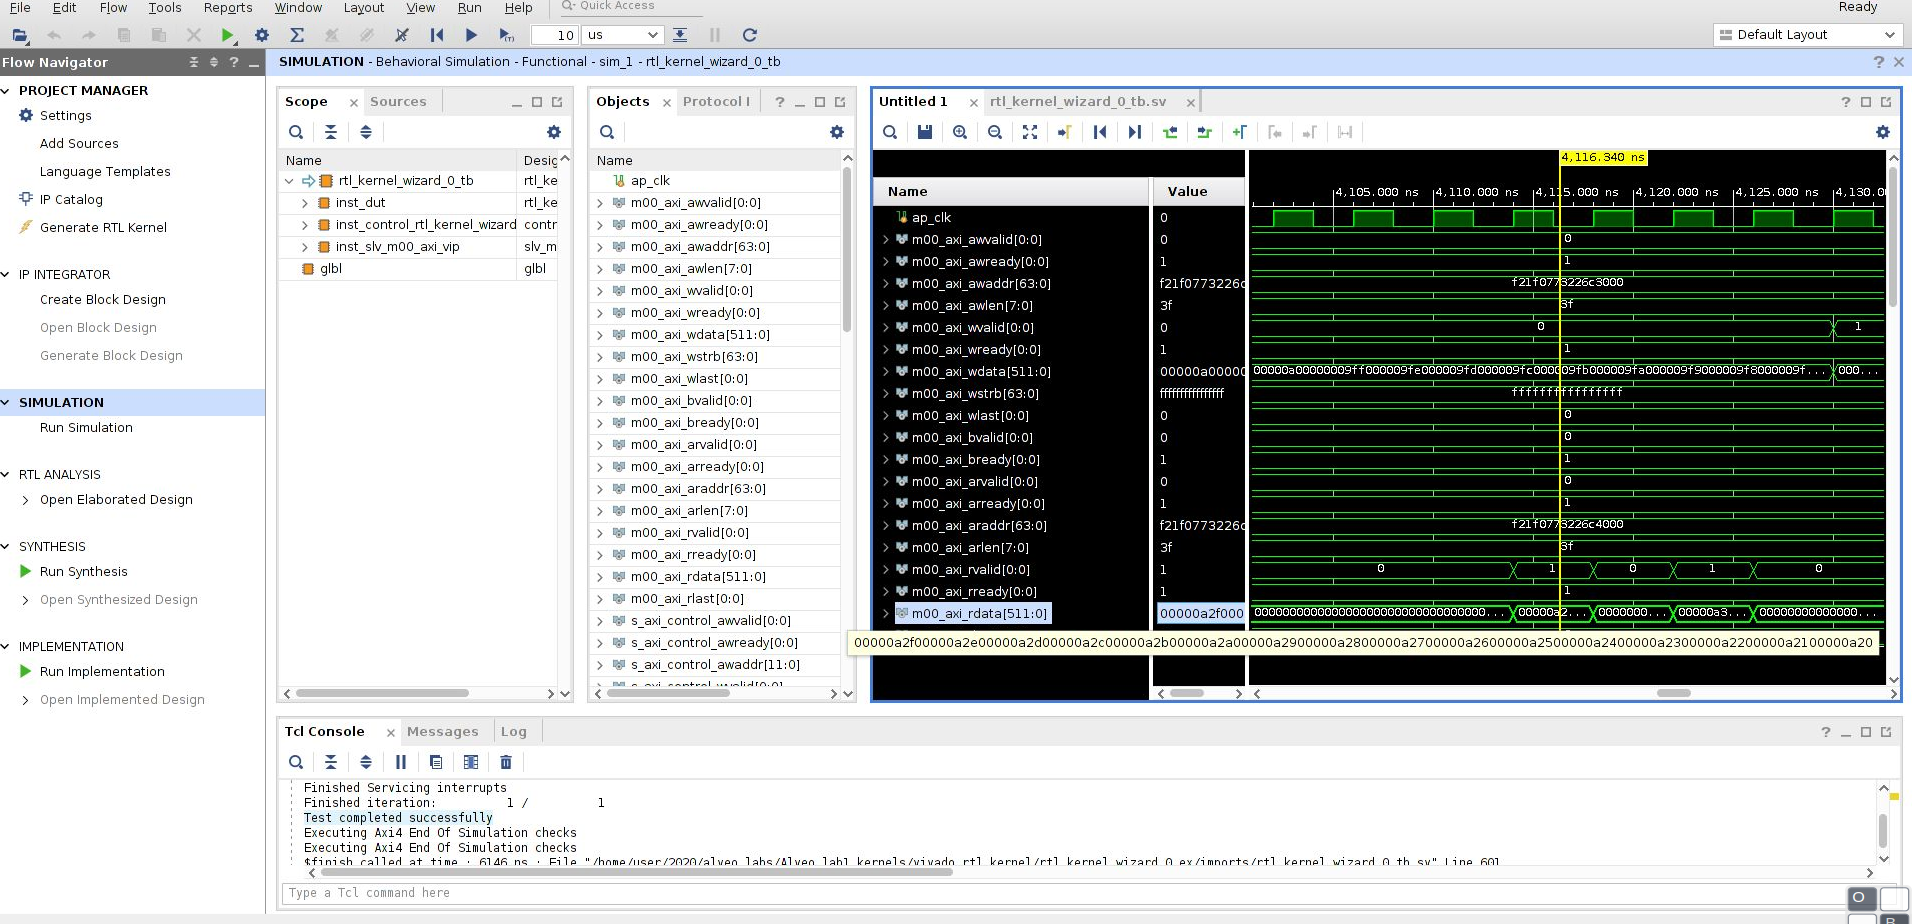 File Edit Flow Tools Reports Window Layout View Run Help Quick Access Ready
10 us Default Layout
Flow Navigator
PROJECT MANAGER
Settings
Add Sources
Language Templates
IP Catalog
Generate RTL Kernel
IP INTEGRATOR
Create Block Design
Open Block Design
Generate Block Design
SIMULATION
Run Simulation
RTL ANALYSIS
Open Elaborated Design
SYNTHESIS
Run Synthesis
Open Synthesized Design
IMPLEMENTATION
Run Implementation
Open Implemented Design
SIMULATION - Behavioral Simulation - Functional - sim_1 - rtl_kernel_wizard_0_tb
Scope Sources
Name Desig
rtl_kernel_wizard_0_tb rtl_ke
inst_dut rtl_ke
inst_control_rtl_kernel_wizard contr
inst_slv_m00_axi_vip slv_m
glbl glbl
Objects Protocol I
Name
ap_clk
m00_axi_awvalid[0:0]
m00_axi_awready[0:0]
m00_axi_awaddr[63:0]
m00_axi_awlen[7:0]
m00_axi_wvalid[0:0]
m00_axi_wready[0:0]
m00_axi_wdata[511:0]
m00_axi_wstrb[63:0]
m00_axi_wlast[0:0]
m00_axi_bvalid[0:0]
m00_axi_bready[0:0]
m00_axi_arvalid[0:0]
m00_axi_arready[0:0]
m00_axi_araddr[63:0]
m00_axi_arlen[7:0]
m00_axi_rvalid[0:0]
m00_axi_rready[0:0]
m00_axi_rdata[511:0]
m00_axi_rlast[0:0]
s_axi_control_awvalid[0:0]
s_axi_control_awready[0:0]
s_axi_control_awaddr[11:0]
s_axi_control_wvalid[0:0]
Untitled 1 rtl_kernel_wizard_0_tb.sv
4,116.340 ns
Name Value 4,105.000 ns 4,110.000 ns 4,115.000 ns 4,120.000 ns 4,125.000 ns 4,130.0
ap_clk 0
m00_axi_awvalid[0:0] 0 0
m00_axi_awready[0:0] 1 1
m00_axi_awaddr[63:0] f21f0773226c f21f0773226c3000
m00_axi_awlen[7:0] 3f 3f
m00_axi_wvalid[0:0] 0 0 1
m00_axi_wready[0:0] 1 1
m00_axi_wdata[511:0] 00000a00000 00000a00000009ff000009fe000009fd000009fc000009fb000009fa000009f9000009f8000009f... 000...
m00_axi_wstrb[63:0] ffffffffffffffff ffffffffffffffff
m00_axi_wlast[0:0] 0 0
m00_axi_bvalid[0:0] 0 0
m00_axi_bready[0:0] 1 1
m00_axi_arvalid[0:0] 0 0
m00_axi_arready[0:0] 1 1
m00_axi_araddr[63:0] f21f0773226c f21f0773226c4000
m00_axi_arlen[7:0] 3f 3f
m00_axi_rvalid[0:0] 1 0 1 0 1 0
m00_axi_rready[0:0] 1 1
m00_axi_rdata[511:0] 00000a2f000 00000000000000000000000000000000... 00000a2... 0000000... 00000a3... 0000000000000...
00000a2f00000a2e00000a2d00000a2c00000a2b00000a2a00000a2900000a2800000a2700000a2600000a2500000a2400000a2300000a2200000a2100000a20
Tcl Console Messages Log
Finished Servicing interrupts
Finished iteration: 1 / 1
Test completed successfully
Executing Axi4 End Of Simulation checks
Executing Axi4 End Of Simulation checks
$finish called at time : 6146 ns : File "/home/user/2020/alveo_labs/Alveo_lab1_kernels/vivado_rtl_kernel/rtl_kernel_wizard_0_ex/imports/rtl_kernel_wizard_0_tb.sv" Line 601
Type a Tcl command here